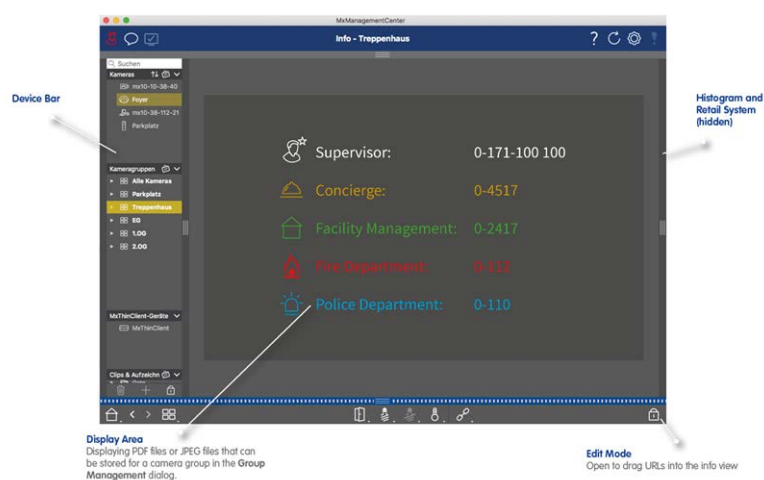 MxManagementCenter
Info - Treppenhaus
?
Suchen
Kameras
mx10-10-38-40
Foyer
mx10-38-112-21
Parkplatz
Kameragruppen
Alle Kameras
Parkplatz
Treppenhaus
EG
1.OG
2.OG
MxThinClient-Geräte
MxThinClient
Clips & Aufzeichn
Supervisor: 0-171-100 100
Concierge: 0-4517
Facility Management: 0-2417
Fire Department: 0-112
Police Department: 0-110
Device Bar
Histogram and
Retail System
(hidden)
Display Area
Displaying PDF files or JPEG files that can
be stored for a camera group in the Group
Management dialog.
Edit Mode
Open to drag URLs into the info view